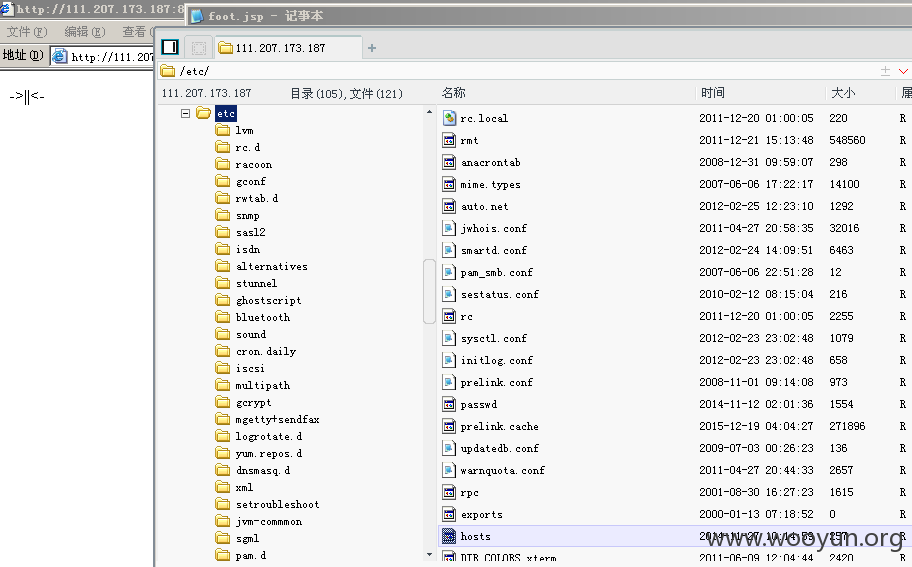 http://111.207.173.187:8
foot.jsp - 记事本
文件(F) 编辑(E) 查看(
111.207.173.187
地址(D) http://111.207
/etc/
->||<-
111.207.173.187 目录(105),文件(121) 名称 时间 大小 属
etc
lvm
rc.d
racoon
gconf
rwtab.d
snmp
sasl2
isdn
alternatives
stunnel
ghostscript
bluetooth
sound
cron.daily
iscsi
multipath
gcrypt
mgetty+sendfax
logrotate.d
yum.repos.d
dnsmasq.d
xml
setroubleshoot
jvm-commmon
sgml
pam.d
rc.local 2011-12-20 01:00:05 220 R
rmt 2011-12-21 15:13:48 548560 R
anacrontab 2008-12-31 09:59:07 298 R
mime.types 2007-06-06 17:22:17 14100 R
auto.net 2012-02-25 12:23:10 1292 R
jwhois.conf 2011-04-27 20:58:35 32016 R
smartd.conf 2012-02-24 14:09:51 6463 R
pam_smb.conf 2007-06-06 22:51:28 12 R
sestatus.conf 2010-02-12 08:15:04 216 R
rc 2011-12-20 01:00:05 2255 R
sysctl.conf 2012-02-23 23:02:48 1079 R
initlog.conf 2012-02-23 23:02:48 658 R
prelink.conf 2008-11-01 09:14:08 973 R
passwd 2014-11-12 02:01:36 1554 R
prelink.cache 2015-12-19 04:04:27 271896 R
updatedb.conf 2009-07-03 00:26:23 136 R
warnquota.conf 2011-04-27 20:44:33 2657 R
rpc 2001-08-30 16:27:23 1615 R
exports 2000-01-13 07:18:52 0 R
hosts 2014-11-27 10:14:59 257 R
www.wooyun.org
DIR_COLORS.xterm 2011-06-09 12:04:44 2420 R